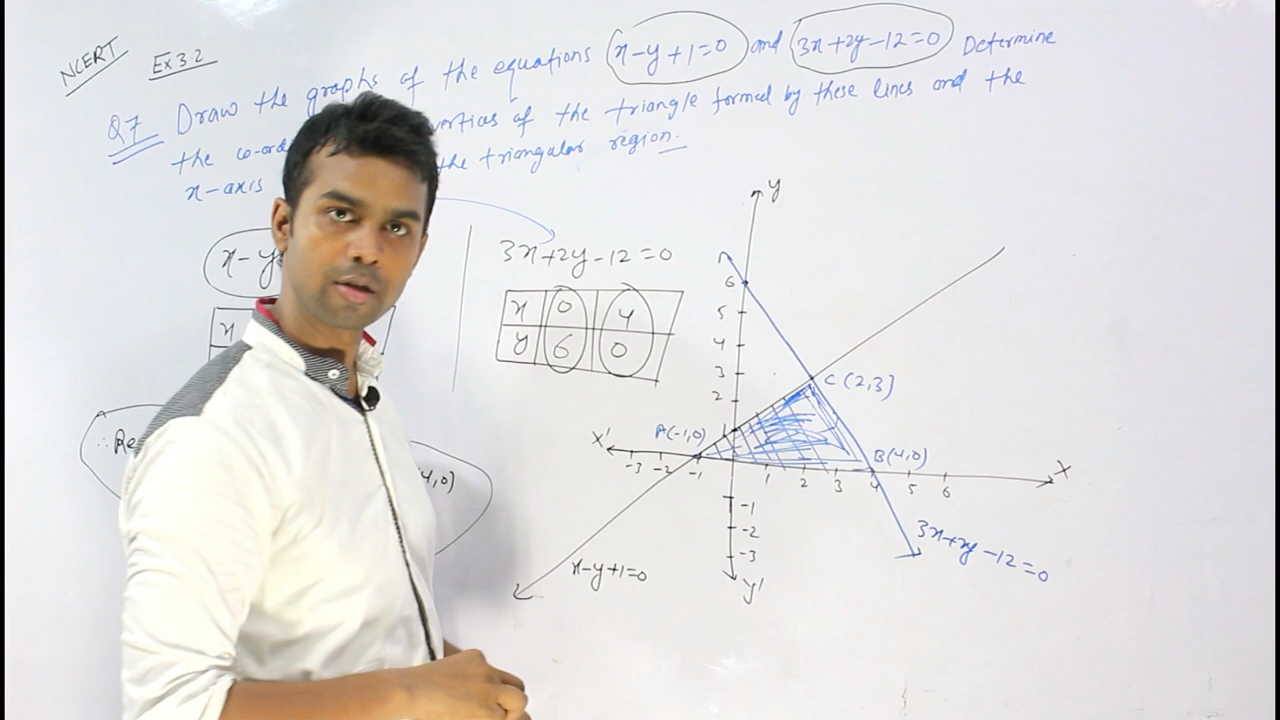 NCERT
Ex 3.2
Q7 Draw the graphs of the equations x-y+1=0 and 3x+2y-12=0 Determine
the co-ord vertices of the triangle formed by these lines and the
x-axis the triangular region.
x-y
3x+2y-12=0
x
x 0 4
y 6 0
∴ Re
4,0)
y
6
5
4
3
2
1
C(2,3)
A(-1,0)
B(4,0)
X'
X
-3 -2 -1 1 2 3 4 5 6
-1
-2
-3
y'
x-y+1=0
3x+2y-12=0